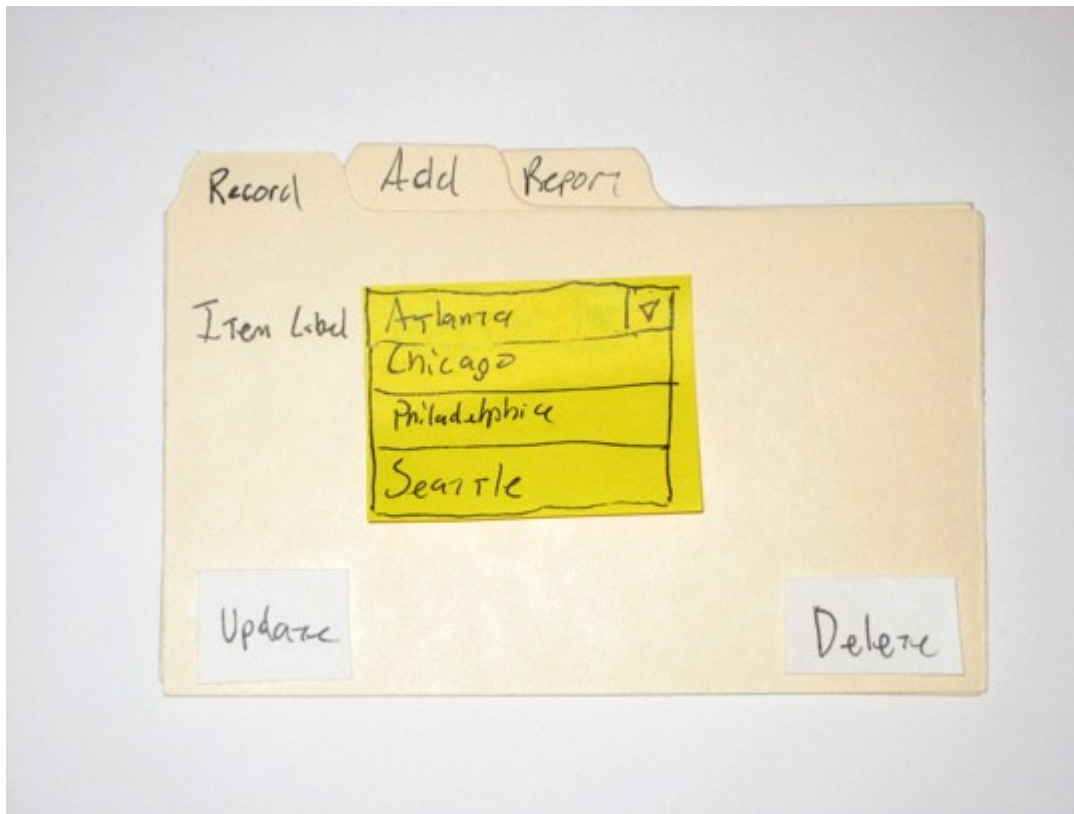 Record
Add
Report
Item Label
Atlanta
Chicago
Philadelphia
Seattle
Update
Delete